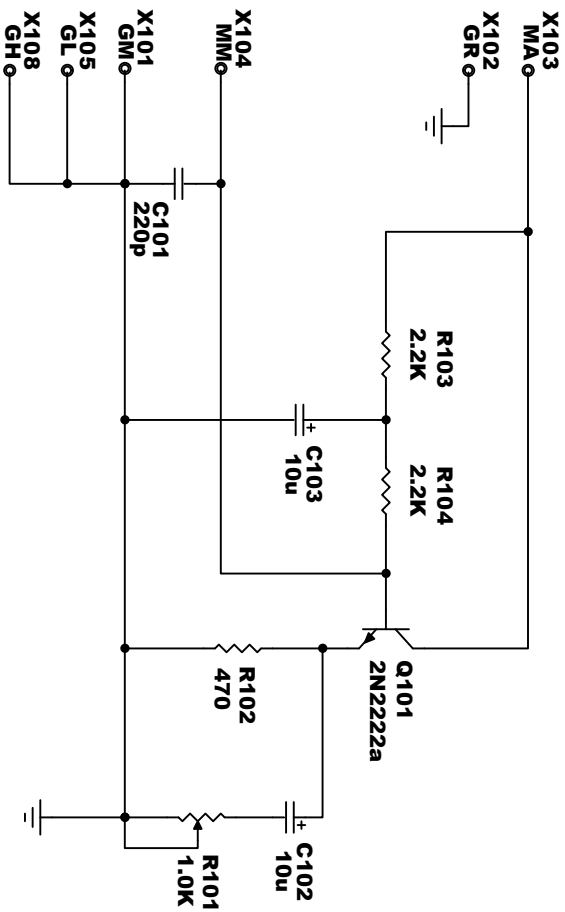 X103
MA
X102
GR
X104
MM
X101
GM
X105
GL
X108
GH
R103
2.2K
R104
2.2K
C101
220p
+
C103
10u
Q101
2N2222a
R102
470
+
C102
10u
R101
1.0K